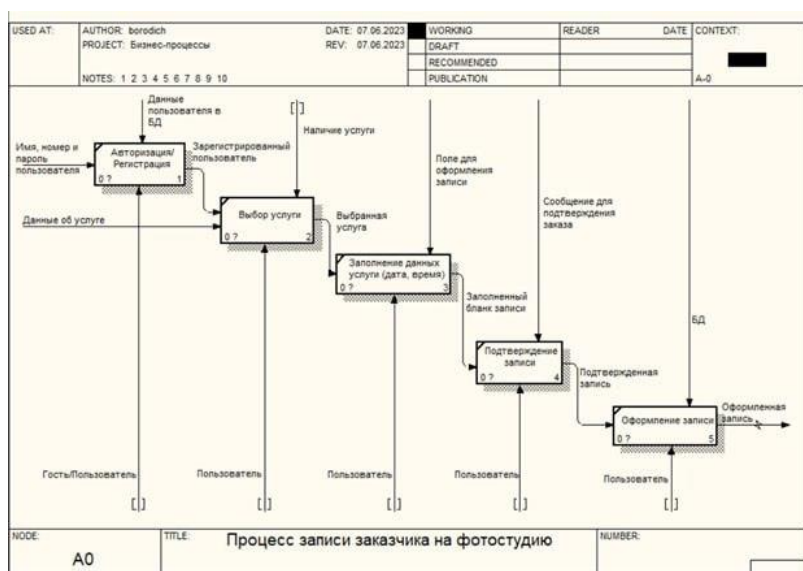 USED AT:
AUTHOR: borodich
DATE: 07.06.2023
WORKING
READER
DATE
CONTEXT:
PROJECT: Бизнес-процессы
REV: 07.06.2023
DRAFT
RECOMMENDED
NOTES: 1 2 3 4 5 6 7 8 9 10
PUBLICATION
A-0
Данные
пользователя в
БД
Наличие услуги
Имя, номер и
пароль
пользователя
Авторизация/
Регистрация
0 ? 1
Зарегистрированный
пользователь
Поле для
оформления
записи
Данные об услуге
Выбор услуги
0 ? 2
Выбранная
услуга
Сообщение для
подтверждения
заказа
Заполнение данных
услуги (дата, время)
0 ? 3
Заполненный
бланк записи
БД
Подтверждение
записи
0 ? 4
Подтвержденная
запись
Оформление записи
0 ? 5
Оформленная
запись
Гость/Пользователь
Пользователь
Пользователь
Пользователь
Пользователь
NODE:
TITLE:
NUMBER:
A0
Процесс записи заказчика на фотостудию